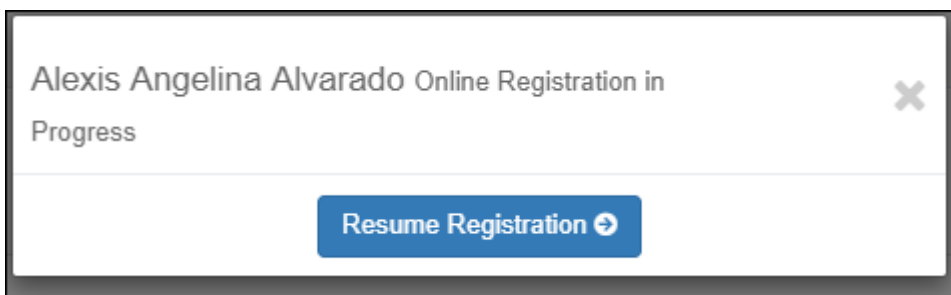 Alexis Angelina Alvarado Online Registration in
Progress
Resume Registration